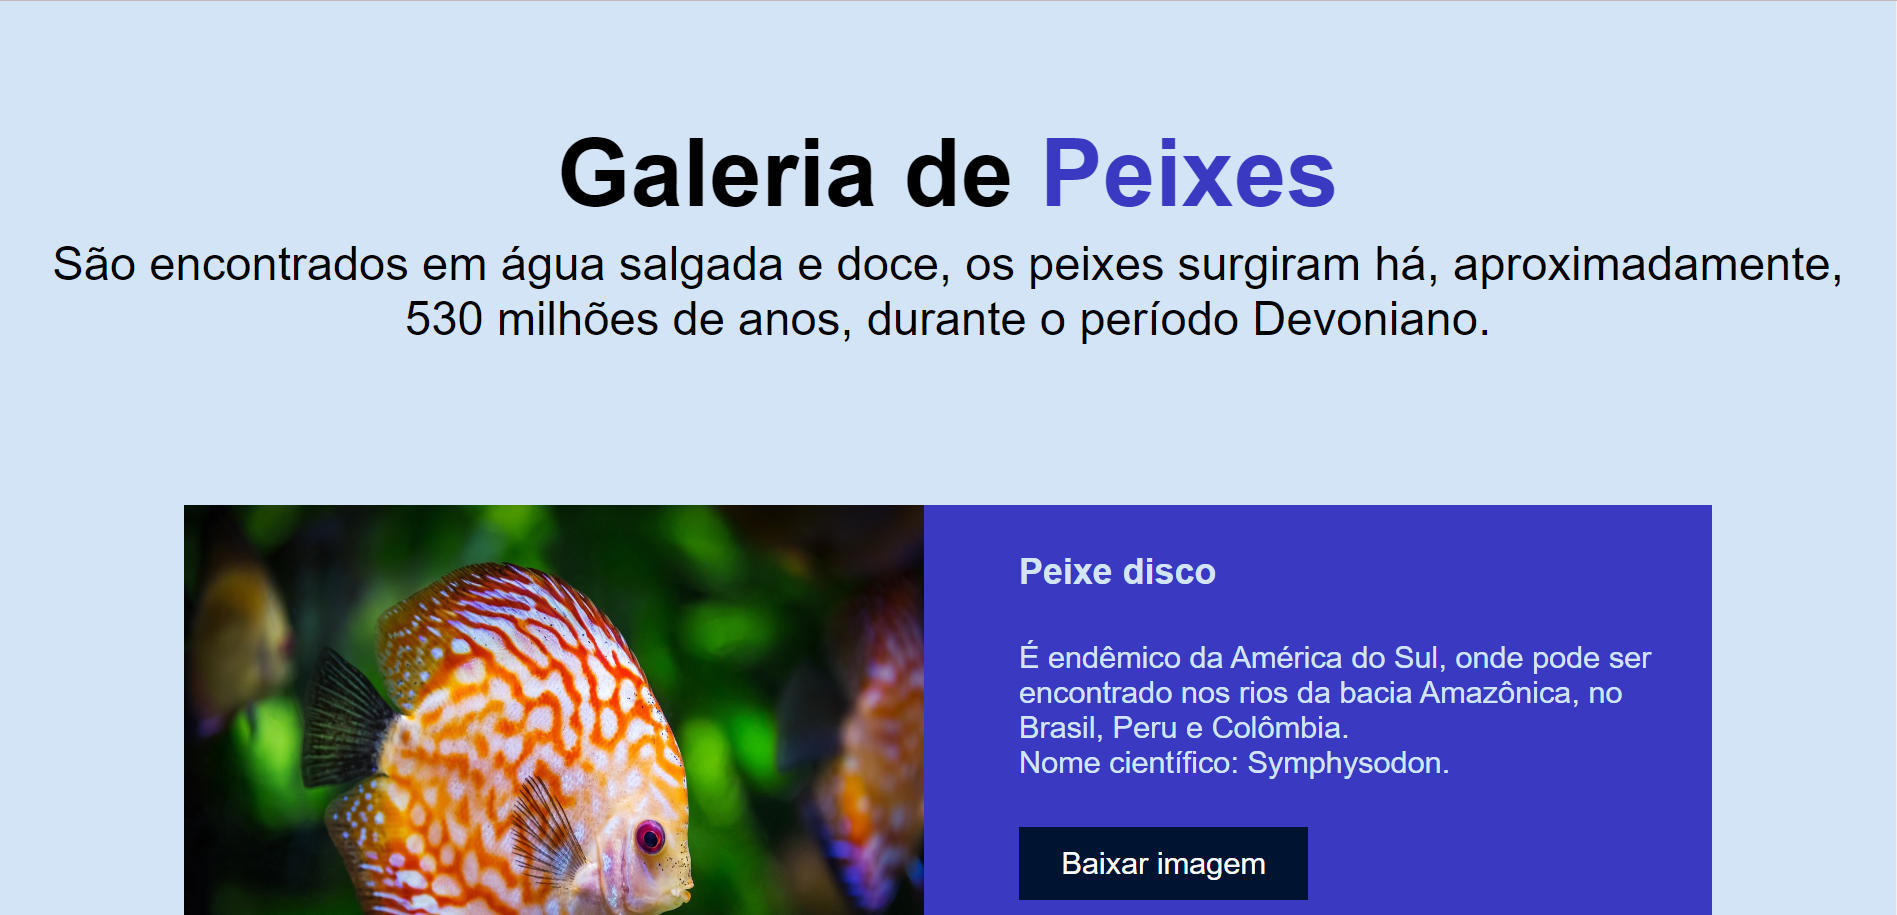 Galeria de Peixes
São encontrados em água salgada e doce, os peixes surgiram há, aproximadamente,
530 milhões de anos, durante o período Devoniano.
Peixe disco
É endêmico da América do Sul, onde pode ser
encontrado nos rios da bacia Amazônica, no
Brasil, Peru e Colômbia.
Nome científico: Symphysodon.
Baixar imagem